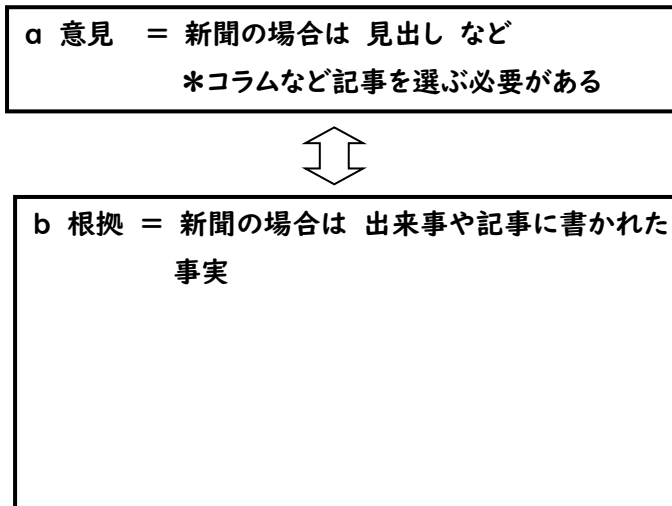 a 意見 = 新聞の場合は 見出し など
*コラムなど記事を選ぶ必要がある
b 根拠 = 新聞の場合は 出来事や記事に書かれた
事実